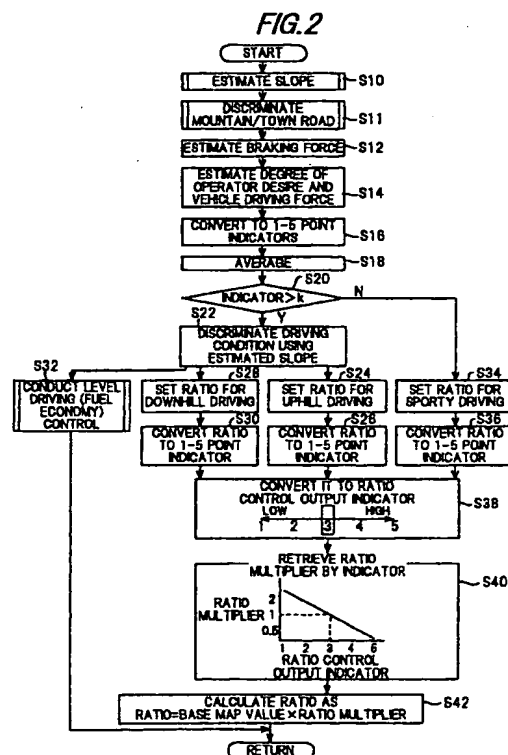 FIG.2
START
ESTIMATE SLOPE
S10
DISCRIMINATE
MOUNTAIN/TOWN ROAD
S11
ESTIMATE BRAKING FORCE
S12
ESTIMATE DEGREE OF
OPERATOR DESIRE AND
VEHICLE DRIVING FORCE
S14
CONVERT TO 1-5 POINT
INDICATORS
S16
AVERAGE
S18
S20
INDICATOR>k
N
Y
S22
DISCRIMINATE DRIVING
CONDITION USING
ESTIMATED SLOPE
S32
CONDUCT LEVEL
DRIVING (FUEL
ECONOMY) CONTROL
S28
SET RATIO FOR
DOWNHILL DRIVING
S24
SET RATIO FOR
UPHILL DRIVING
S34
SET RATIO FOR
SPORTY DRIVING
S30
CONVERT RATIO
TO 1-5 POINT
INDICATOR
S26
CONVERT RATIO
TO 1-5 POINT
INDICATOR
S36
CONVERT RATIO
TO 1-5 POINT
INDICATOR
CONVERT IT TO RATIO
CONTROL OUTPUT INDICATOR
LOW HIGH
1 2 3 4 5
S38
RETRIEVE RATIO
MULTIPLIER BY INDICATOR
S40
RATIO
MULTIPLIER
2
1
0.5
1 2 3 4 5
RATIO CONTROL
OUTPUT INDICATOR
CALCULATE RATIO AS
RATIO=BASE MAP VALUE×RATIO MULTIPLIER
S42
RETURN